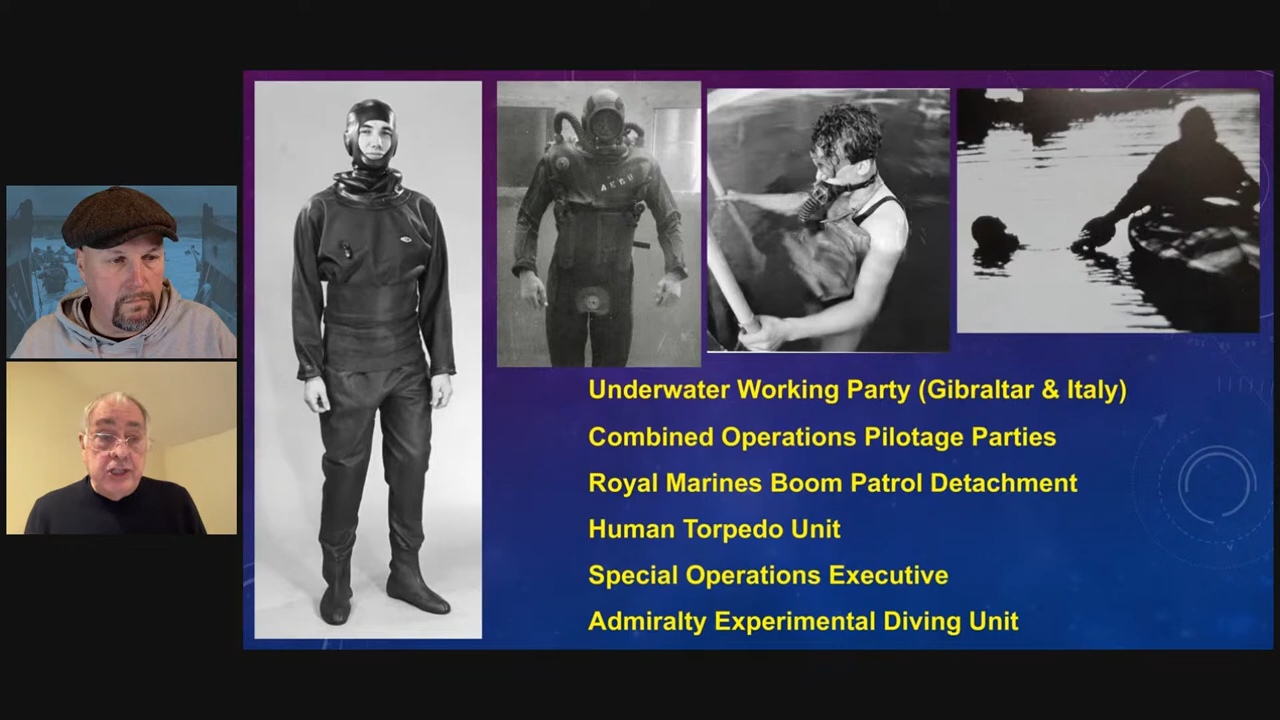 AEDU
Underwater Working Party (Gibraltar & Italy)
Combined Operations Pilotage Parties
Royal Marines Boom Patrol Detachment
Human Torpedo Unit
Special Operations Executive
Admiralty Experimental Diving Unit